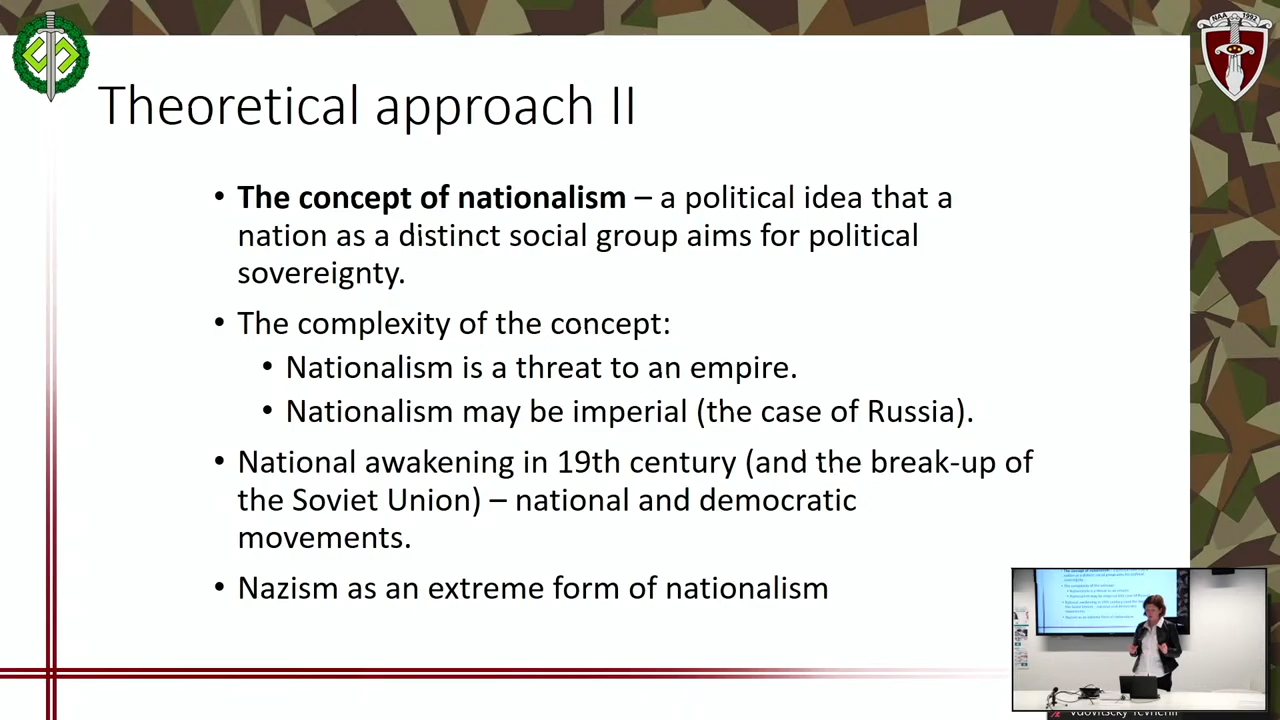 NAA 1992
Theoretical approach II
• The concept of nationalism – a political idea that a
nation as a distinct social group aims for political
sovereignty.
• The complexity of the concept:
• Nationalism is a threat to an empire.
• Nationalism may be imperial (the case of Russia).
• National awakening in 19th century (and the break-up of
the Soviet Union) – national and democratic
movements.
• Nazism as an extreme form of nationalism